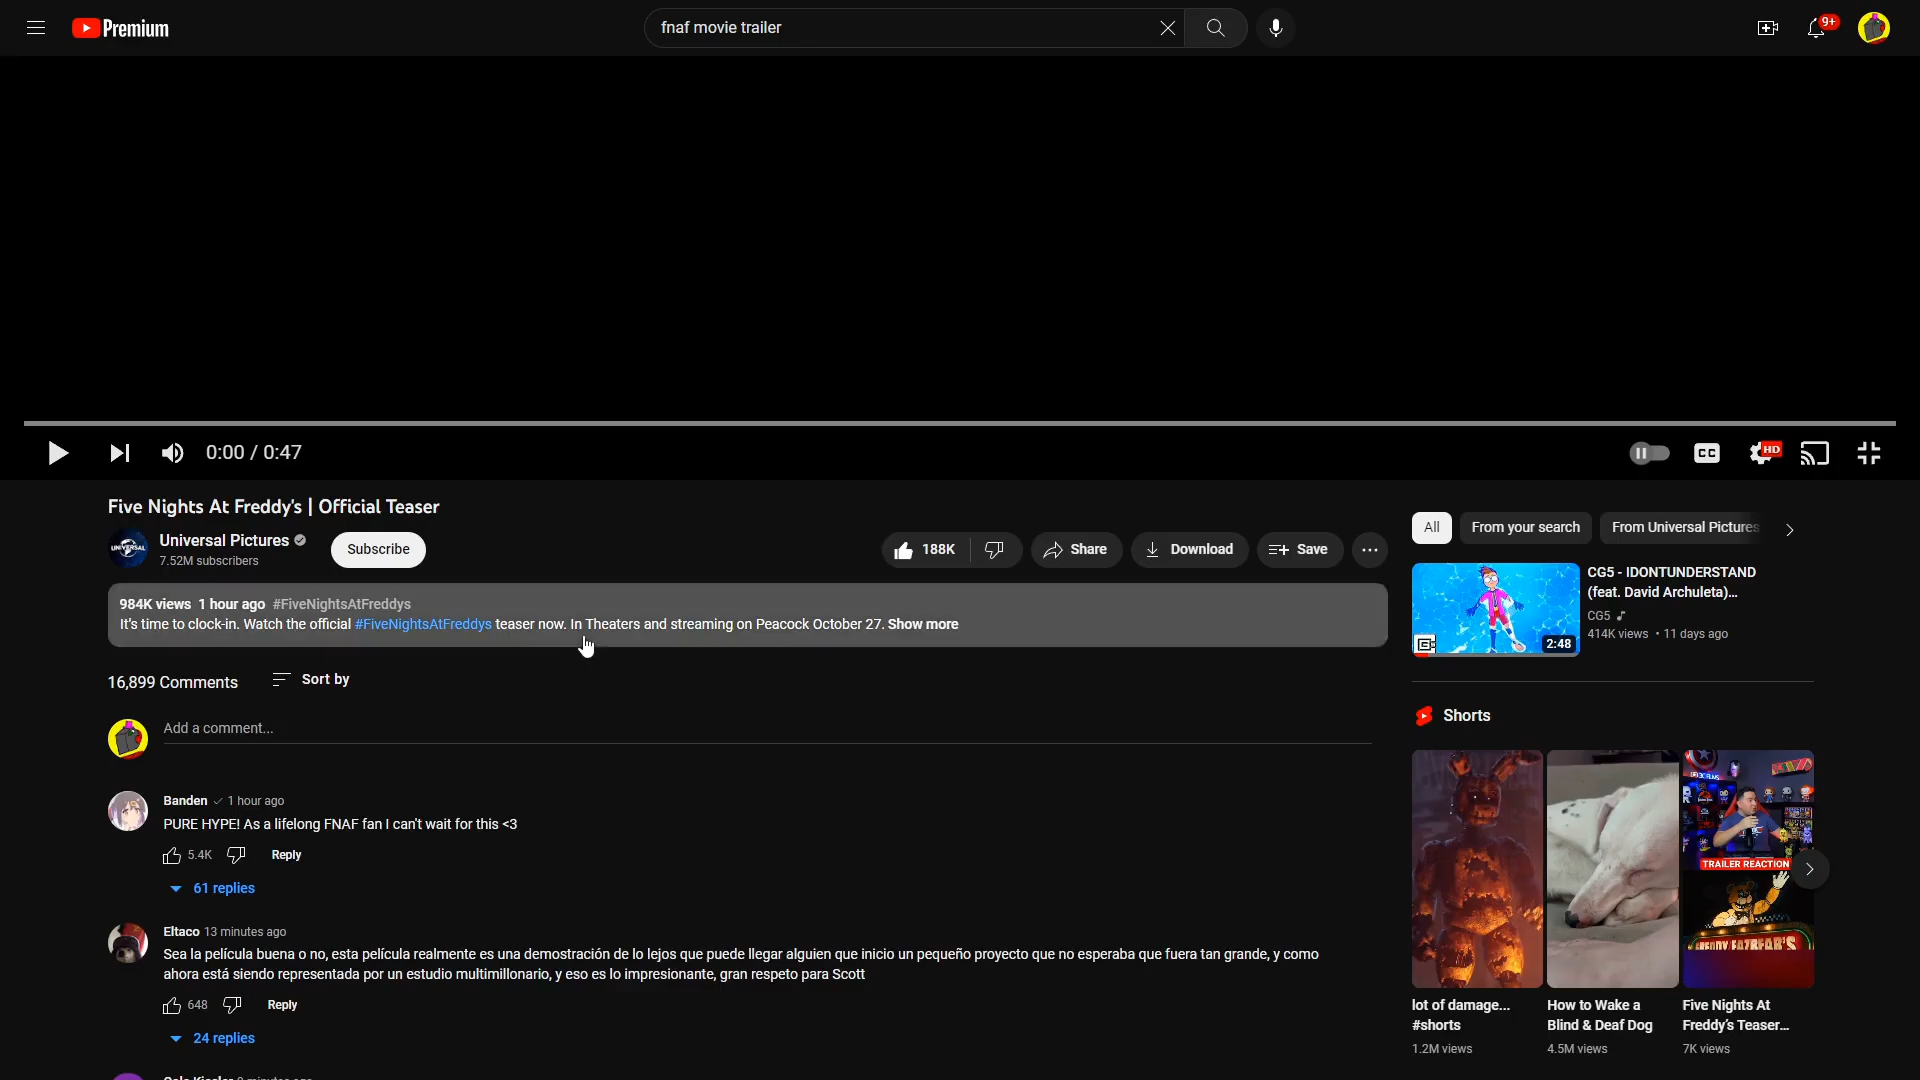 Premium
fnaf movie trailer
9+
0:00 / 0:47
CC
HD
Five Nights At Freddy's | Official Teaser
UNIVERSAL
Universal Pictures
7.52M subscribers
Subscribe
188K
Share
Download
Save
984K views 1 hour ago #FiveNightsAtFreddys
It's time to clock-in. Watch the official #FiveNightsAtFreddys teaser now. In Theaters and streaming on Peacock October 27. Show more
16,899 Comments
Sort by
Add a comment...
Banden 1 hour ago
PURE HYPE! As a lifelong FNAF fan I can't wait for this <3
5.4K
Reply
61 replies
Eltaco 13 minutes ago
Sea la película buena o no, esta película realmente es una demostración de lo lejos que puede llegar alguien que inicio un pequeño proyecto que no esperaba que fuera tan grande, y como
ahora está siendo representada por un estudio multimillonario, y eso es lo impresionante, gran respeto para Scott
648
Reply
24 replies
All
From your search
From Universal Pictures
2:48
CG5 - IDONTUNDERSTAND
(feat. David Archuleta)...
CG5
414K views • 11 days ago
Shorts
TRAILER REACTION
lot of damage...
#shorts
1.2M views
How to Wake a
Blind & Deaf Dog
4.5M views
Five Nights At
Freddy's Teaser...
7K views